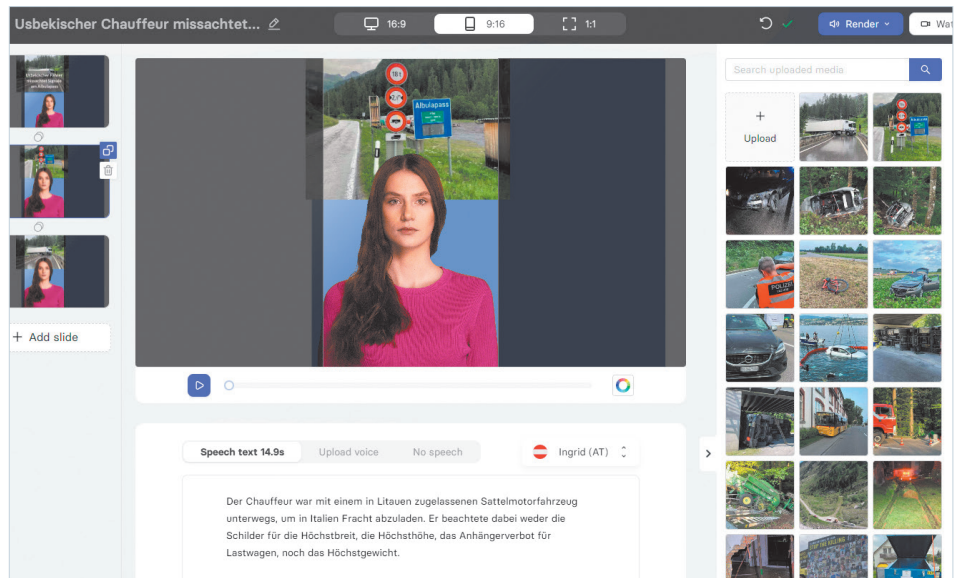 Usbekischer Chauffeur missachtet...
16:9
9:16
1:1
Render
Search uploaded media
+
Upload
18 t
Albulapass
+ Add slide
Speech text 14.9s
Upload voice
No speech
Ingrid (AT)
Der Chauffeur war mit einem in Litauen zugelassenen Sattelmotorfahrzeug
unterwegs, um in Italien Fracht abzuladen. Er beachtete dabei weder die
Schilder für die Höchstbreit, die Höchsthöhe, das Anhängerverbot für
Lastwagen, noch das Höchstgewicht.
POLIZEI